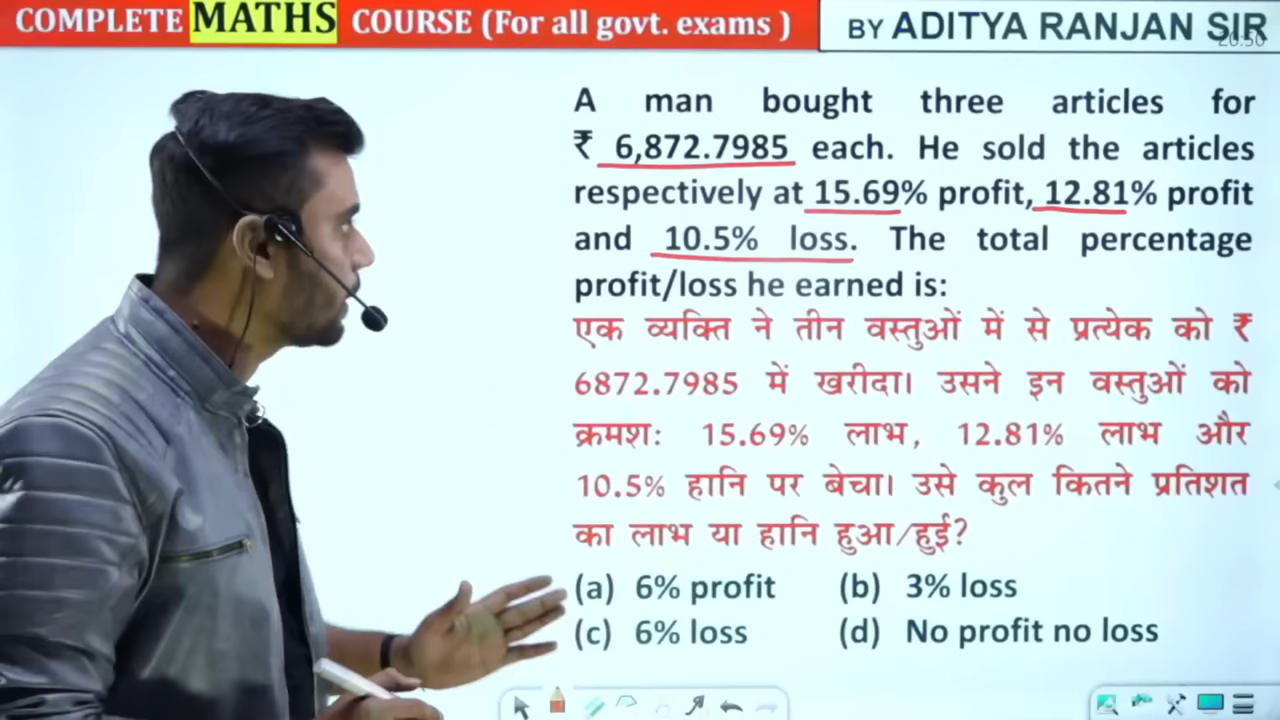 COMPLETE MATHS COURSE (For all govt. exams )
BY ADITYA RANJAN SIR
20:50
A man bought three articles for
₹ 6,872.7985 each. He sold the articles
respectively at 15.69% profit, 12.81% profit
and 10.5% loss. The total percentage
profit/loss he earned is:
एक व्यक्ति ने तीन वस्तुओं में से प्रत्येक को ₹
6872.7985 में खरीदा। उसने इन वस्तुओं को
क्रमश: 15.69% लाभ, 12.81% लाभ और
10.5% हानि पर बेचा। उसे कुल कितने प्रतिशत
का लाभ या हानि हुआ/हुई?
(a) 6% profit (b) 3% loss
(c) 6% loss (d) No profit no loss